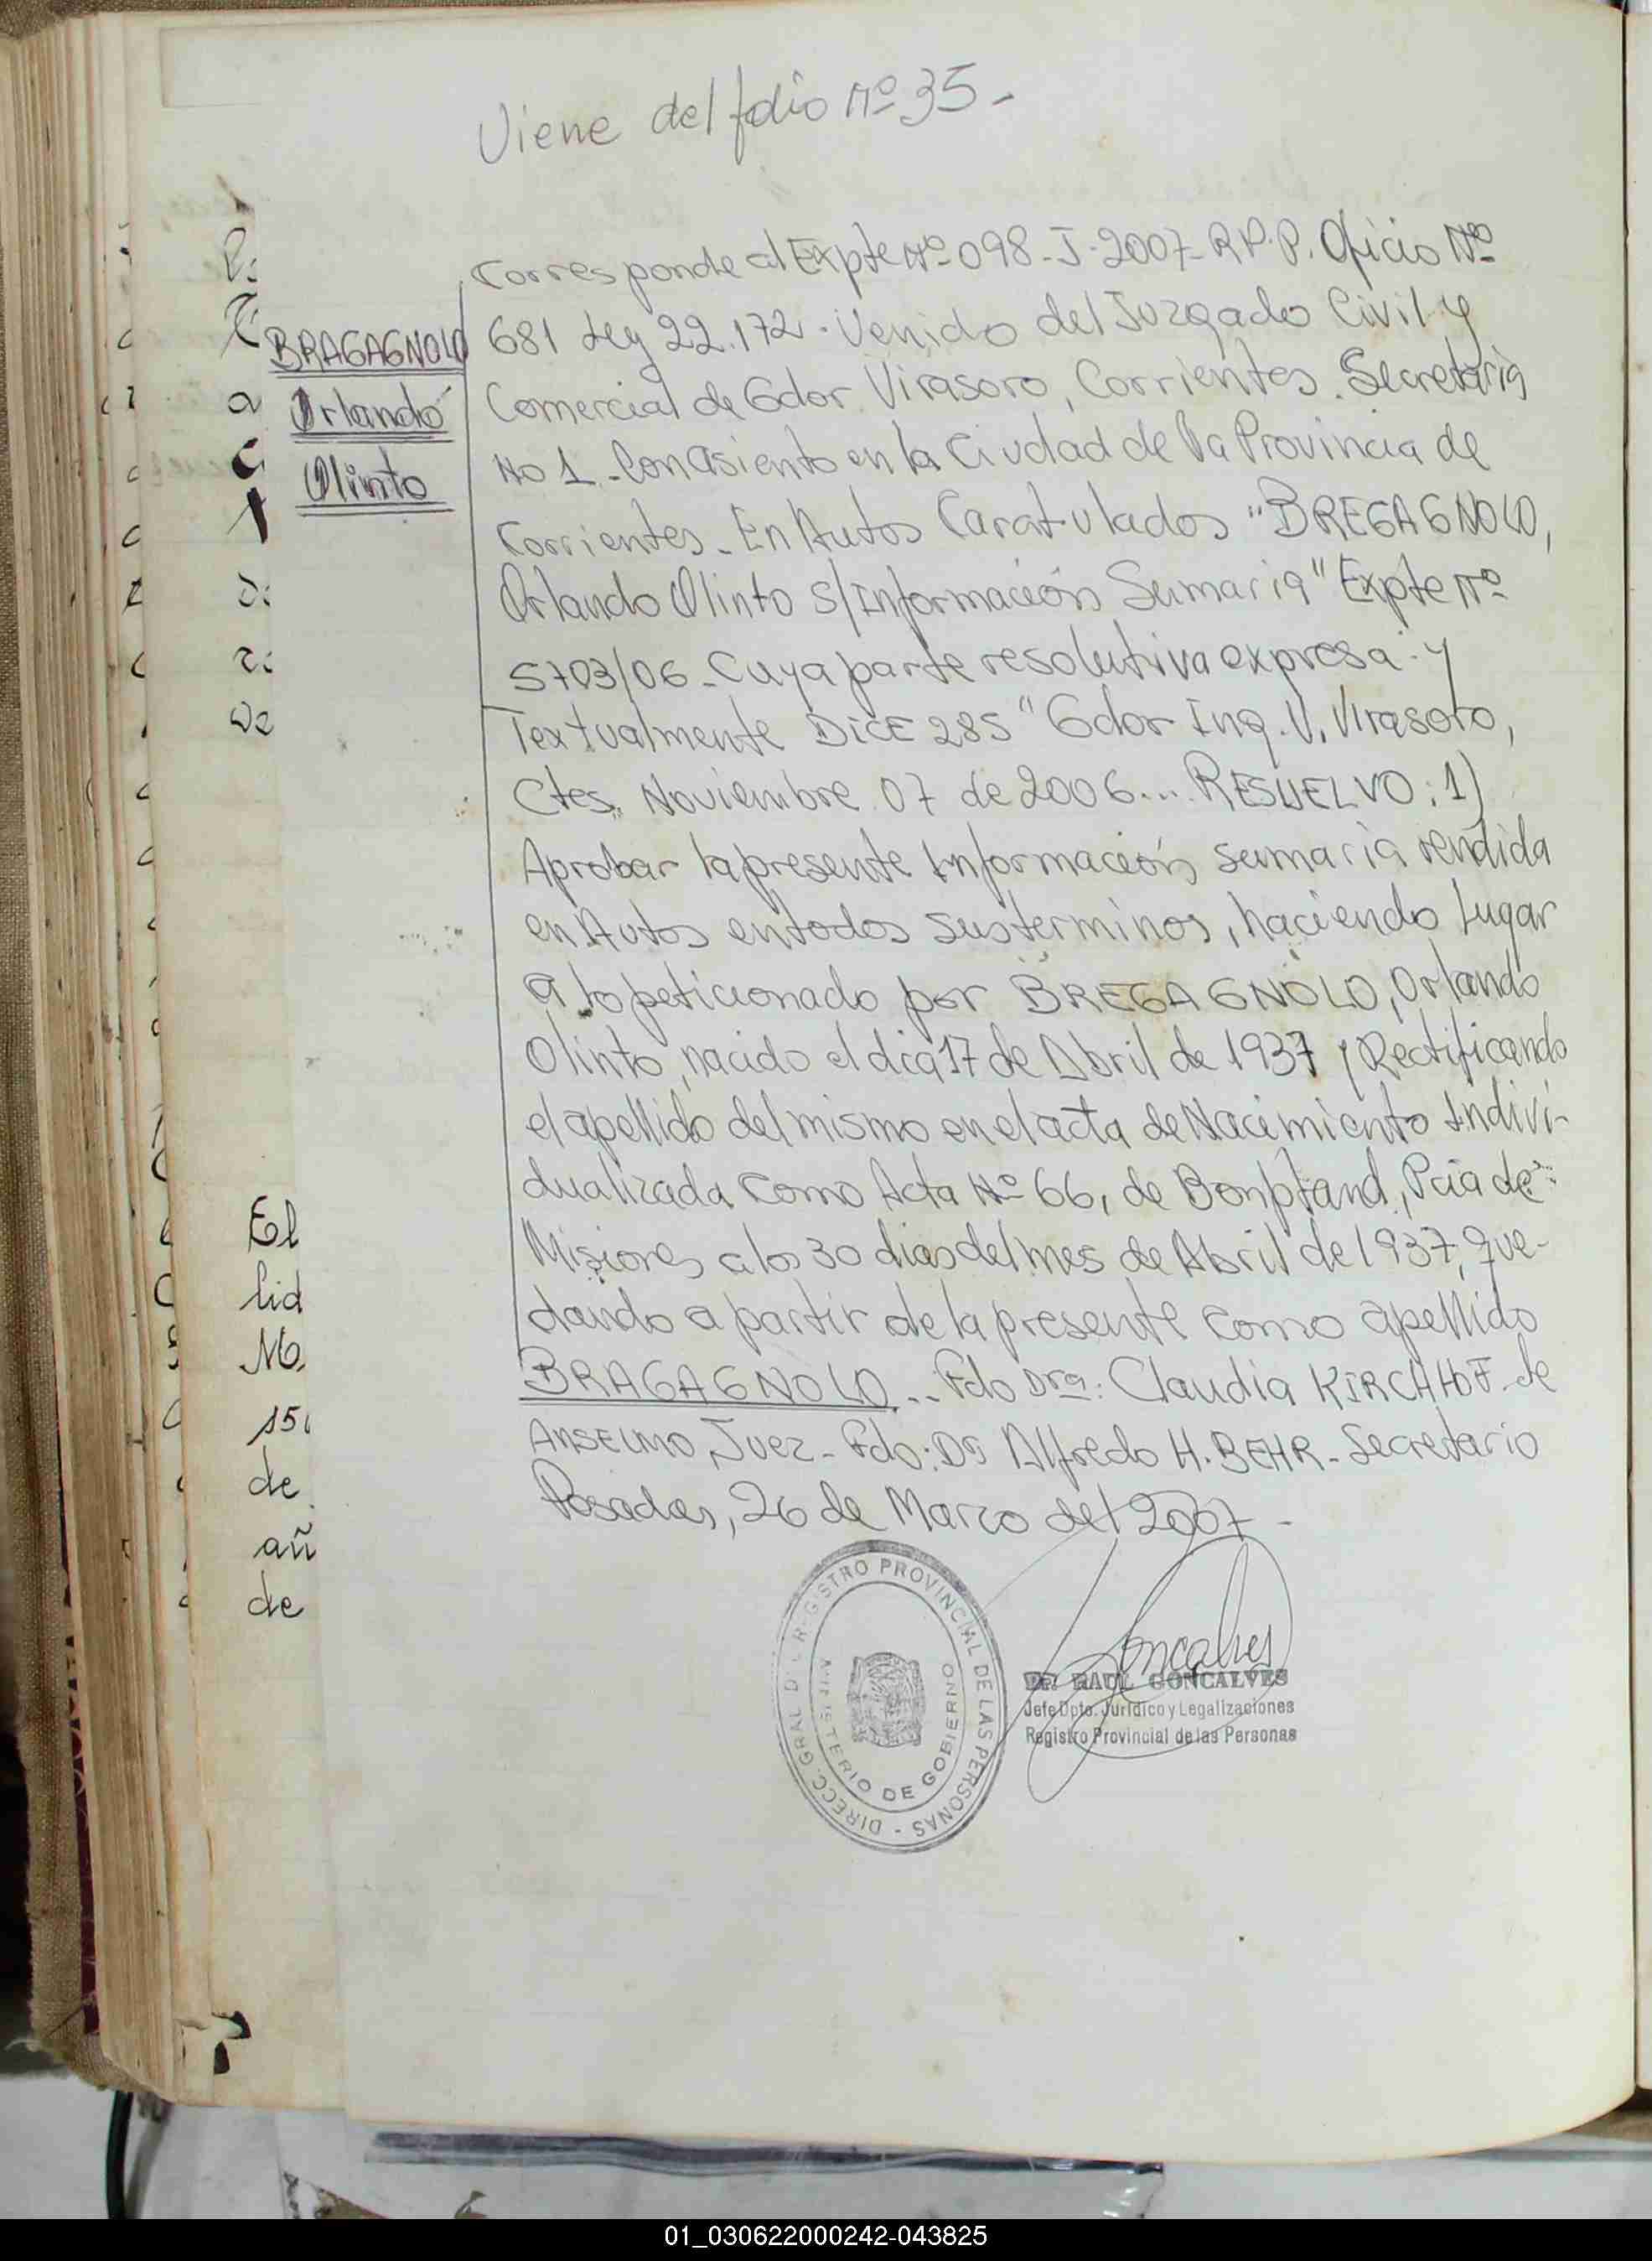 Viene del folio Nº 35-
BRAGAGNOLO
Orlando
Olinto
Corresponde al Expte Nº 098-J-2007-R.P.P. Oficio Nº
681 Ley 22.172. Venido del Juzgado Civil y
Comercial de Gdor Virasoro, Corrientes. Secretaria
No 1 - Con Asiento en la Ciudad de la Provincia de
Corrientes - En Autos Caratulados "BREGAGNOLO,
Orlando Olinto S/Información Sumaria" Expte Nº
5703/06 - Cuya parte resolutiva expresa: y
Textualmente DICE 285 "Gdor Ing. V. Virasoro,
Ctes, Noviembre 07 de 2006... RESUELVO: 1)
Aprobar la presente Información sumaria rendida
en Autos en todos sus terminos, haciendo Lugar
a lo peticionado por BREGAGNOLO, Orlando
Olinto, nacido el dia 17 de Abril de 1937 y Rectificando
el apellido del mismo en el acta de Nacimiento Indivi-
dualizada como Acta Nº 66, de Bonpland, Pcia de
Misiones a los 30 dias del mes de Abril de 1937, que-
dando a partir de la presente como apellido
BRAGAGNOLO... Fdo Dra: Claudia KIRCHHOF de
ANSELMO, Juez - Fdo: Dr Alfredo H. BEHR - Secretario
Posadas, 26 de Marzo del 2007-
DIRECC. GRAL DEL REGISTRO PROVINCIAL DE LAS PERSONAS -
MINISTERIO DE GOBIERNO
Goncalves
Dr. RAUL GONCALVES
Jefe Dpto. Jurídico y Legalizaciones
Registro Provincial de las Personas
El
lid
Mo.
de
añ
de
01_030622000242-043825